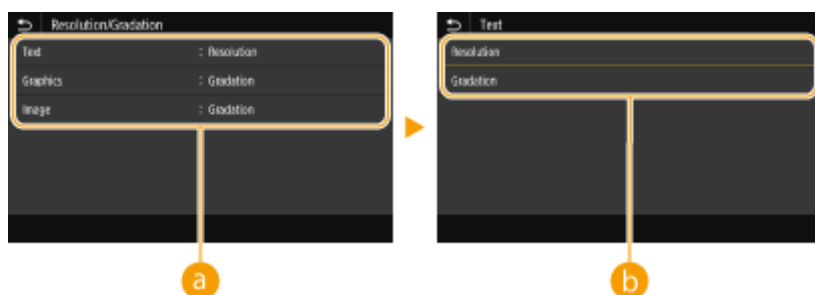 Resolution/Gradation
Text : Resolution
Graphics : Gradation
Image : Gradation
a
Text
Resolution
Gradation
b